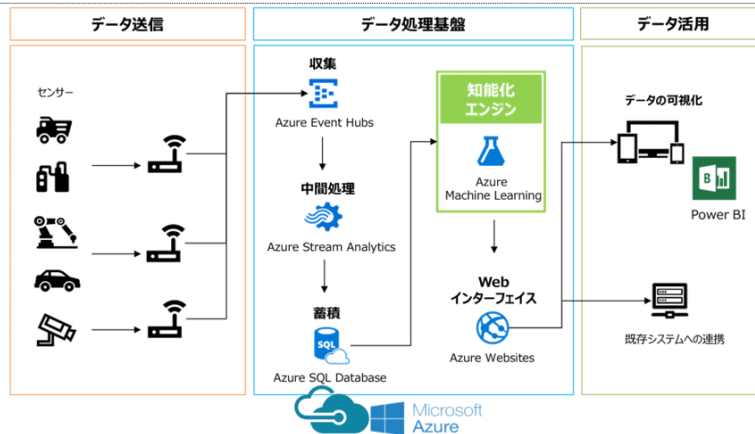 データ送信
データ処理基盤
データ活用
センサー
収集
Azure Event Hubs
中間処理
Azure Stream Analytics
蓄積
SQL
Azure SQL Database
知能化
エンジン
Azure
Machine Learning
Web
インターフェイス
Azure Websites
データの可視化
B
Power BI
既存システムへの連携
Microsoft
Azure